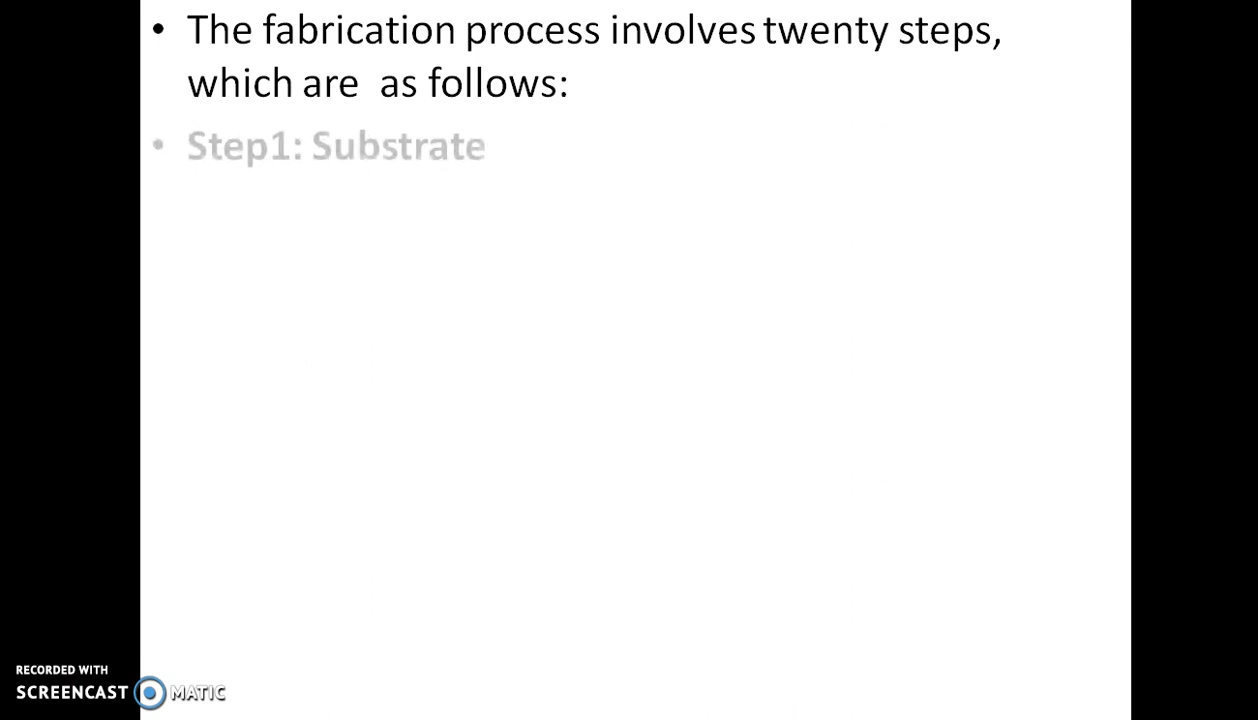 • The fabrication process involves twenty steps,
which are as follows:
• Step1: Substrate
RECORDED WITH
SCREENCAST MATIC